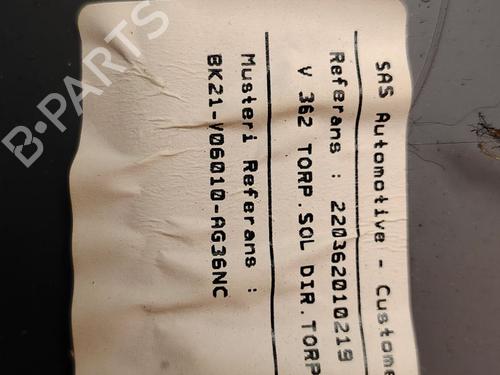 SAS Automotive - Custome
Referans : 220362010219
V 362 TORP.SOL DIR.TORP
Musteri Referans :
BK21-V06010-AG36NC
B-PARTS